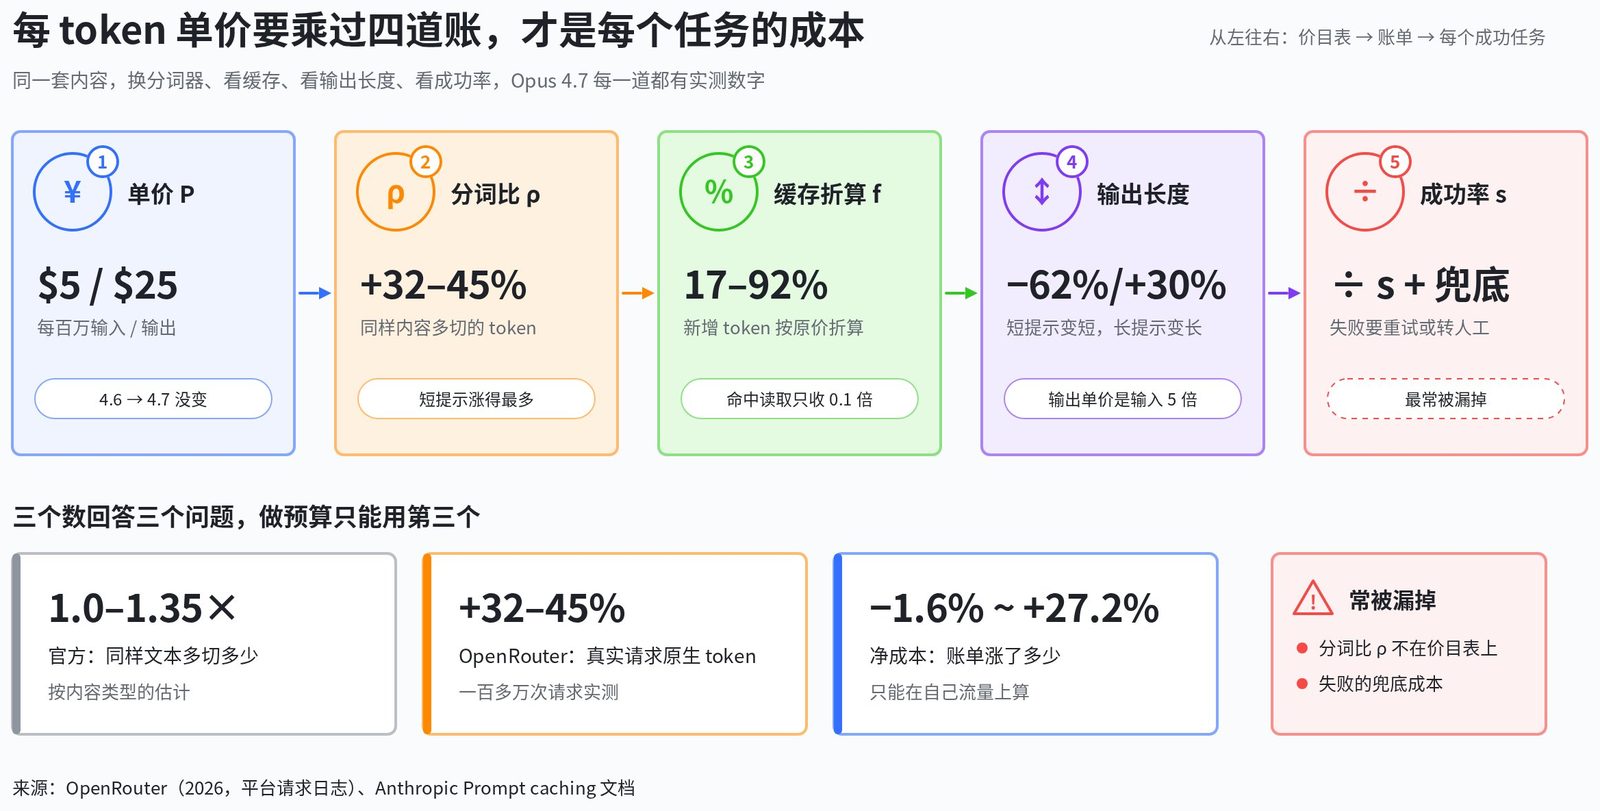 每 token 单价要乘过四道账，才是每个任务的成本
从左往右：价目表 → 账单 → 每个成功任务
同一套内容，换分词器、看缓存、看输出长度、看成功率，Opus 4.7 每一道都有实测数字
¥
1
单价 P
$5 / $25
每百万输入 / 输出
4.6 → 4.7 没变
ρ
2
分词比 ρ
+32–45%
同样内容多切的 token
短提示涨得最多
%
3
缓存折算 f
17–92%
新增 token 按原价折算
命中读取只收 0.1 倍
↕
4
输出长度
−62%/+30%
短提示变短，长提示变长
输出单价是输入 5 倍
÷
5
成功率 s
÷ s + 兜底
失败要重试或转人工
最常被漏掉
三个数回答三个问题，做预算只能用第三个
1.0–1.35×
官方：同样文本多切多少
按内容类型的估计
+32–45%
OpenRouter：真实请求原生 token
一百多万次请求实测
−1.6% ~ +27.2%
净成本：账单涨了多少
只能在自己流量上算
常被漏掉
分词比 ρ 不在价目表上
失败的兜底成本
来源：OpenRouter（2026，平台请求日志）、Anthropic Prompt caching 文档